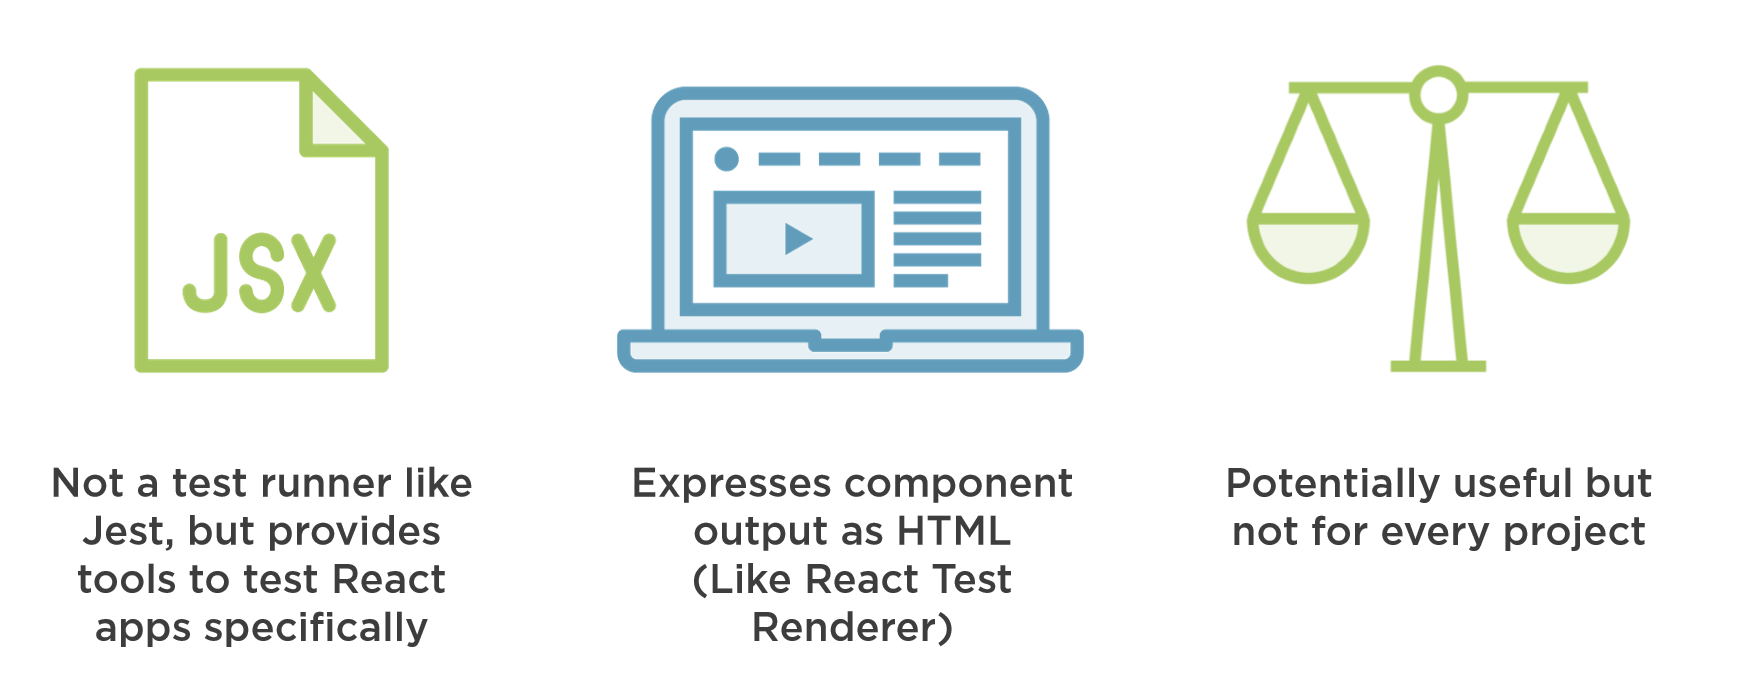 JSX
Not a test runner like
Jest, but provides
tools to test React
apps specifically
Expresses component
output as HTML
(Like React Test
Renderer)
Potentially useful but
not for every project